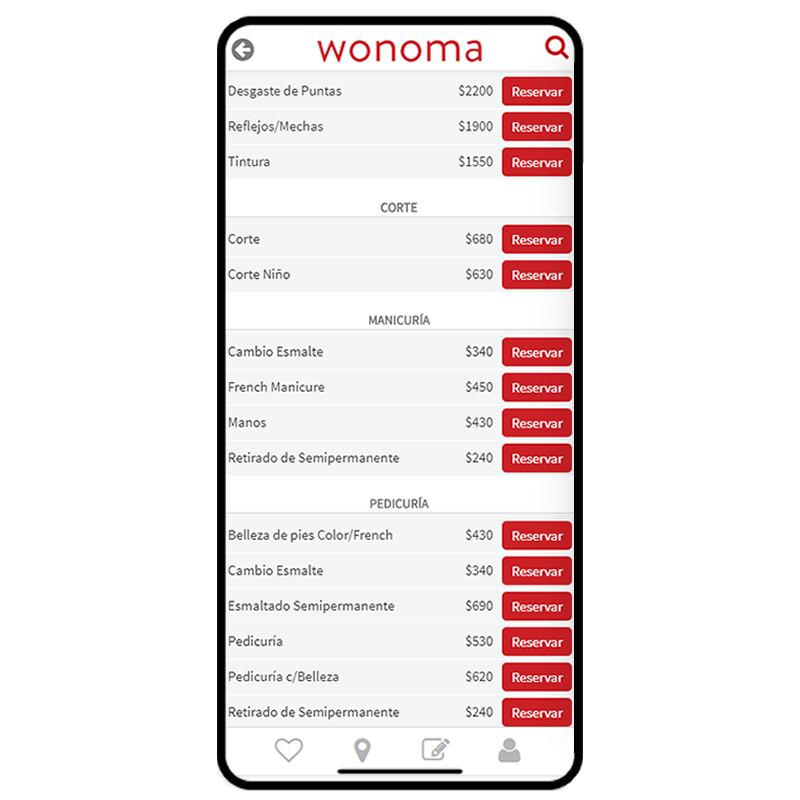 wonoma
Desgaste de Puntas $2200 Reservar
Reflejos/Mechas $1900 Reservar
Tintura $1550 Reservar
CORTE
Corte $680 Reservar
Corte Niño $630 Reservar
MANICURÍA
Cambio Esmalte $340 Reservar
French Manicure $450 Reservar
Manos $430 Reservar
Retirado de Semipermanente $240 Reservar
PEDICURÍA
Belleza de pies Color/French $430 Reservar
Cambio Esmalte $340 Reservar
Esmaltado Semipermanente $690 Reservar
Pedicuría $530 Reservar
Pedicuría c/Belleza $620 Reservar
Retirado de Semipermanente $240 Reservar